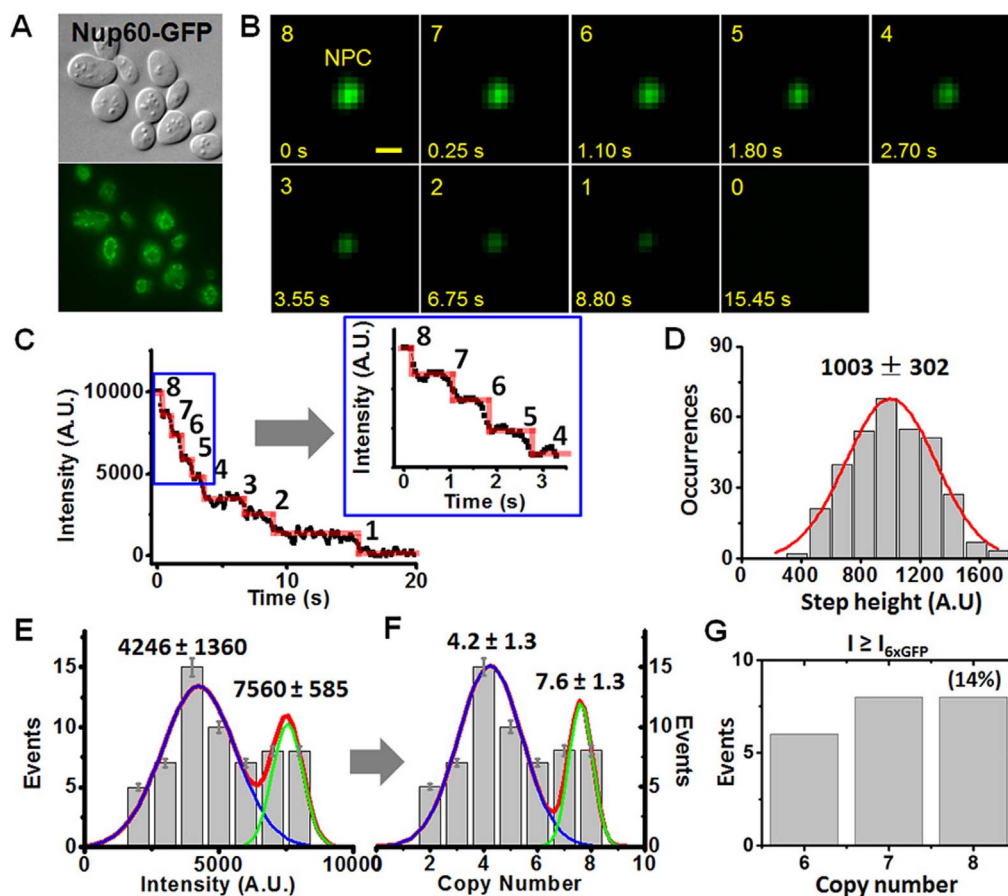 A
Nup60-GFP
B
8
NPC
0 s
7
0.25 s
6
1.10 s
5
1.80 s
4
2.70 s
3
3.55 s
2
6.75 s
1
8.80 s
0
15.45 s
C
Intensity (A.U.)
10000
5000
0
8
7
6
5
4
3
2
1
0 10 20
Time (s)
Intensity (A.U.)
8
7
6
5
4
0 1 2 3
Time (s)
D
Occurrences
90
60
30
0
1003 ± 302
0 400 800 1200 1600
Step height (A.U)
E
Events
15
10
5
0
4246 ± 1360
7560 ± 585
0 5000 10000
Intensity (A.U.)
F
4.2 ± 1.3
7.6 ± 1.3
15
10
5
0
Events
2 4 6 8 10
Copy Number
G
I ≥ I6xGFP
(14%)
Events
10
5
0
6 7 8
Copy number